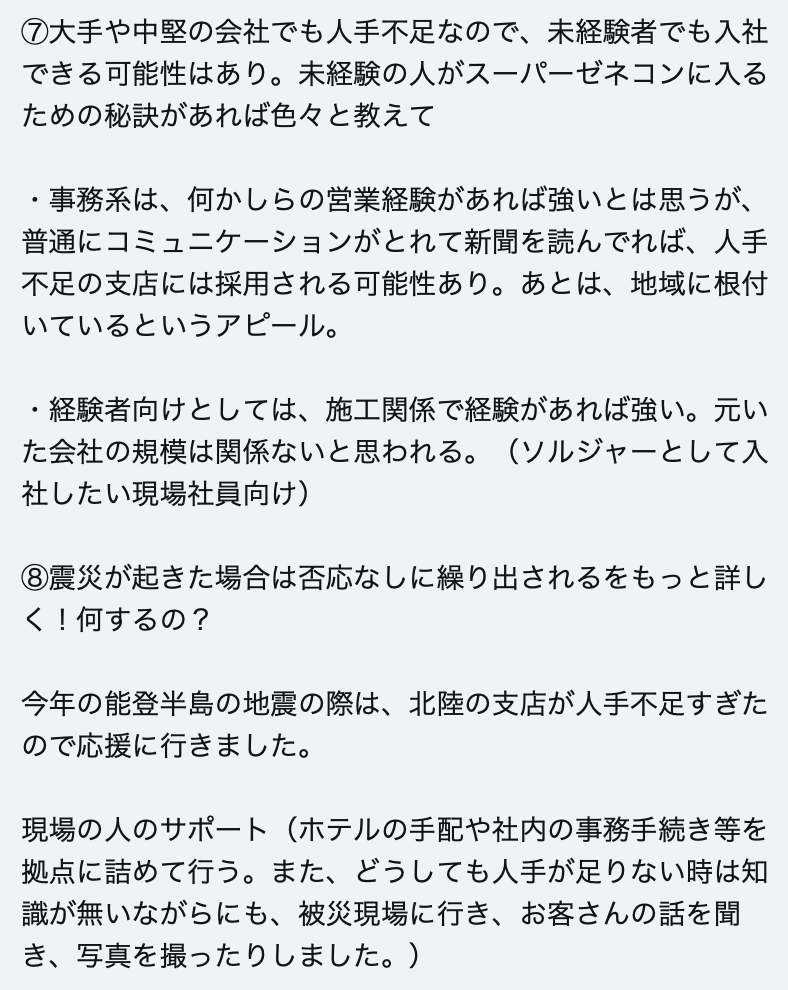 ⑦大手や中堅の会社でも人手不足なので、未経験者でも入社
できる可能性はあり。未経験の人がスーパーゼネコンに入る
ための秘訣があれば色々と教えて
・事務系は、何かしらの営業経験があれば強いとは思うが、
普通にコミュニケーションがとれて新聞を読んでれば、人手
不足の支店には採用される可能性あり。あとは、地域に根付
いているというアピール。
・経験者向けとしては、施工関係で経験があれば強い。元い
た会社の規模は関係ないと思われる。（ソルジャーとして入
社したい現場社員向け）
⑧震災が起きた場合は否応なしに繰り出されるをもっと詳し
く！何するの？
今年の能登半島の地震の際は、北陸の支店が人手不足すぎた
ので応援に行きました。
現場の人のサポート（ホテルの手配や社内の事務手続き等を
拠点に詰めて行う。また、どうしても人手が足りない時は知
識が無いながらにも、被災現場に行き、お客さんの話を聞
き、写真を撮ったりしました。）